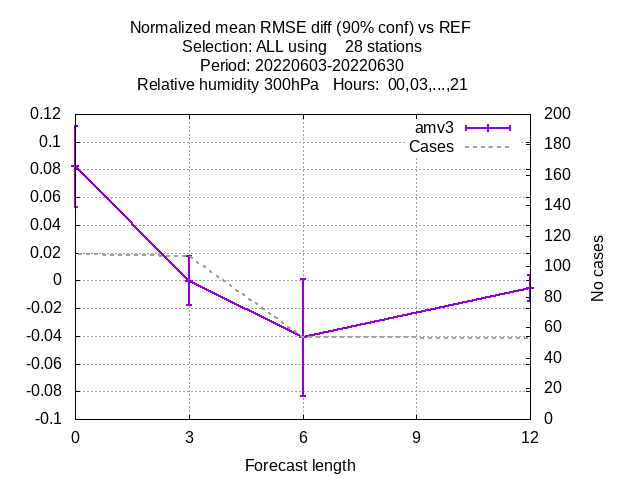 Normalized mean RMSE diff (90% conf) vs REF
Selection: ALL using    28 stations
Period: 20220603-20220630
Relative humidity 300hPa   Hours:  00,03,...,21
amv3
Cases
0.12
0.1
0.08
0.06
0.04
0.02
0
-0.02
-0.04
-0.06
-0.08
-0.1
200
180
160
140
120
100
80
60
40
20
0
No cases
0 3 6 9 12
Forecast length